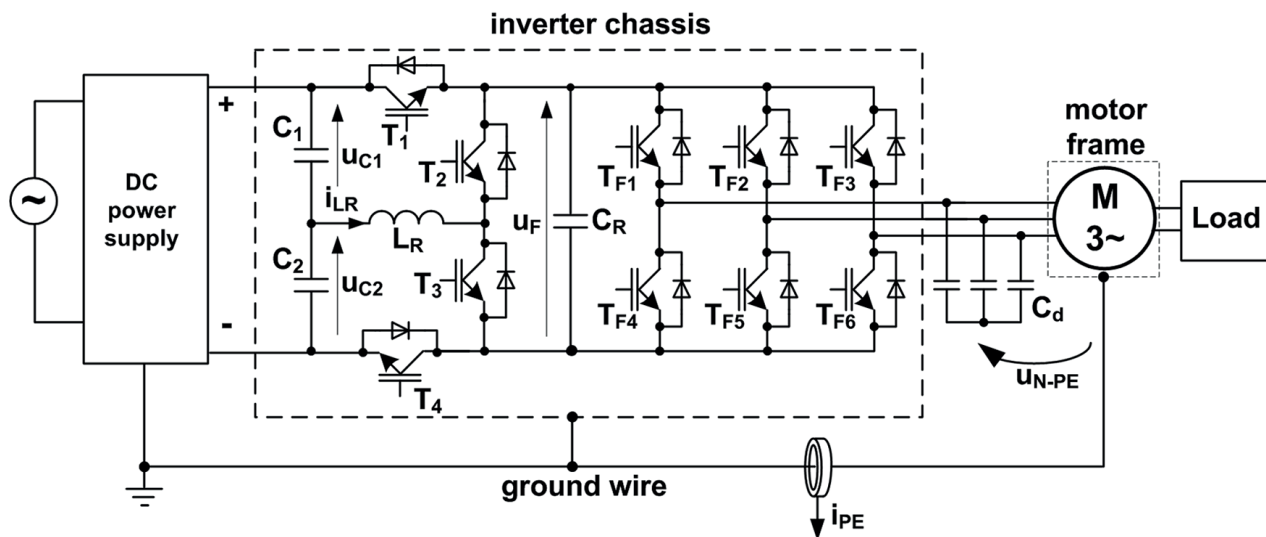 inverter chassis
DC
power
supply
~
+
-
C1
uC1
iLR
LR
C2
uC2
T1
T2
T3
T4
uF
CR
TF1
TF2
TF3
TF4
TF5
TF6
motor
frame
M
3~
Load
Cd
uN-PE
ground wire
iPE